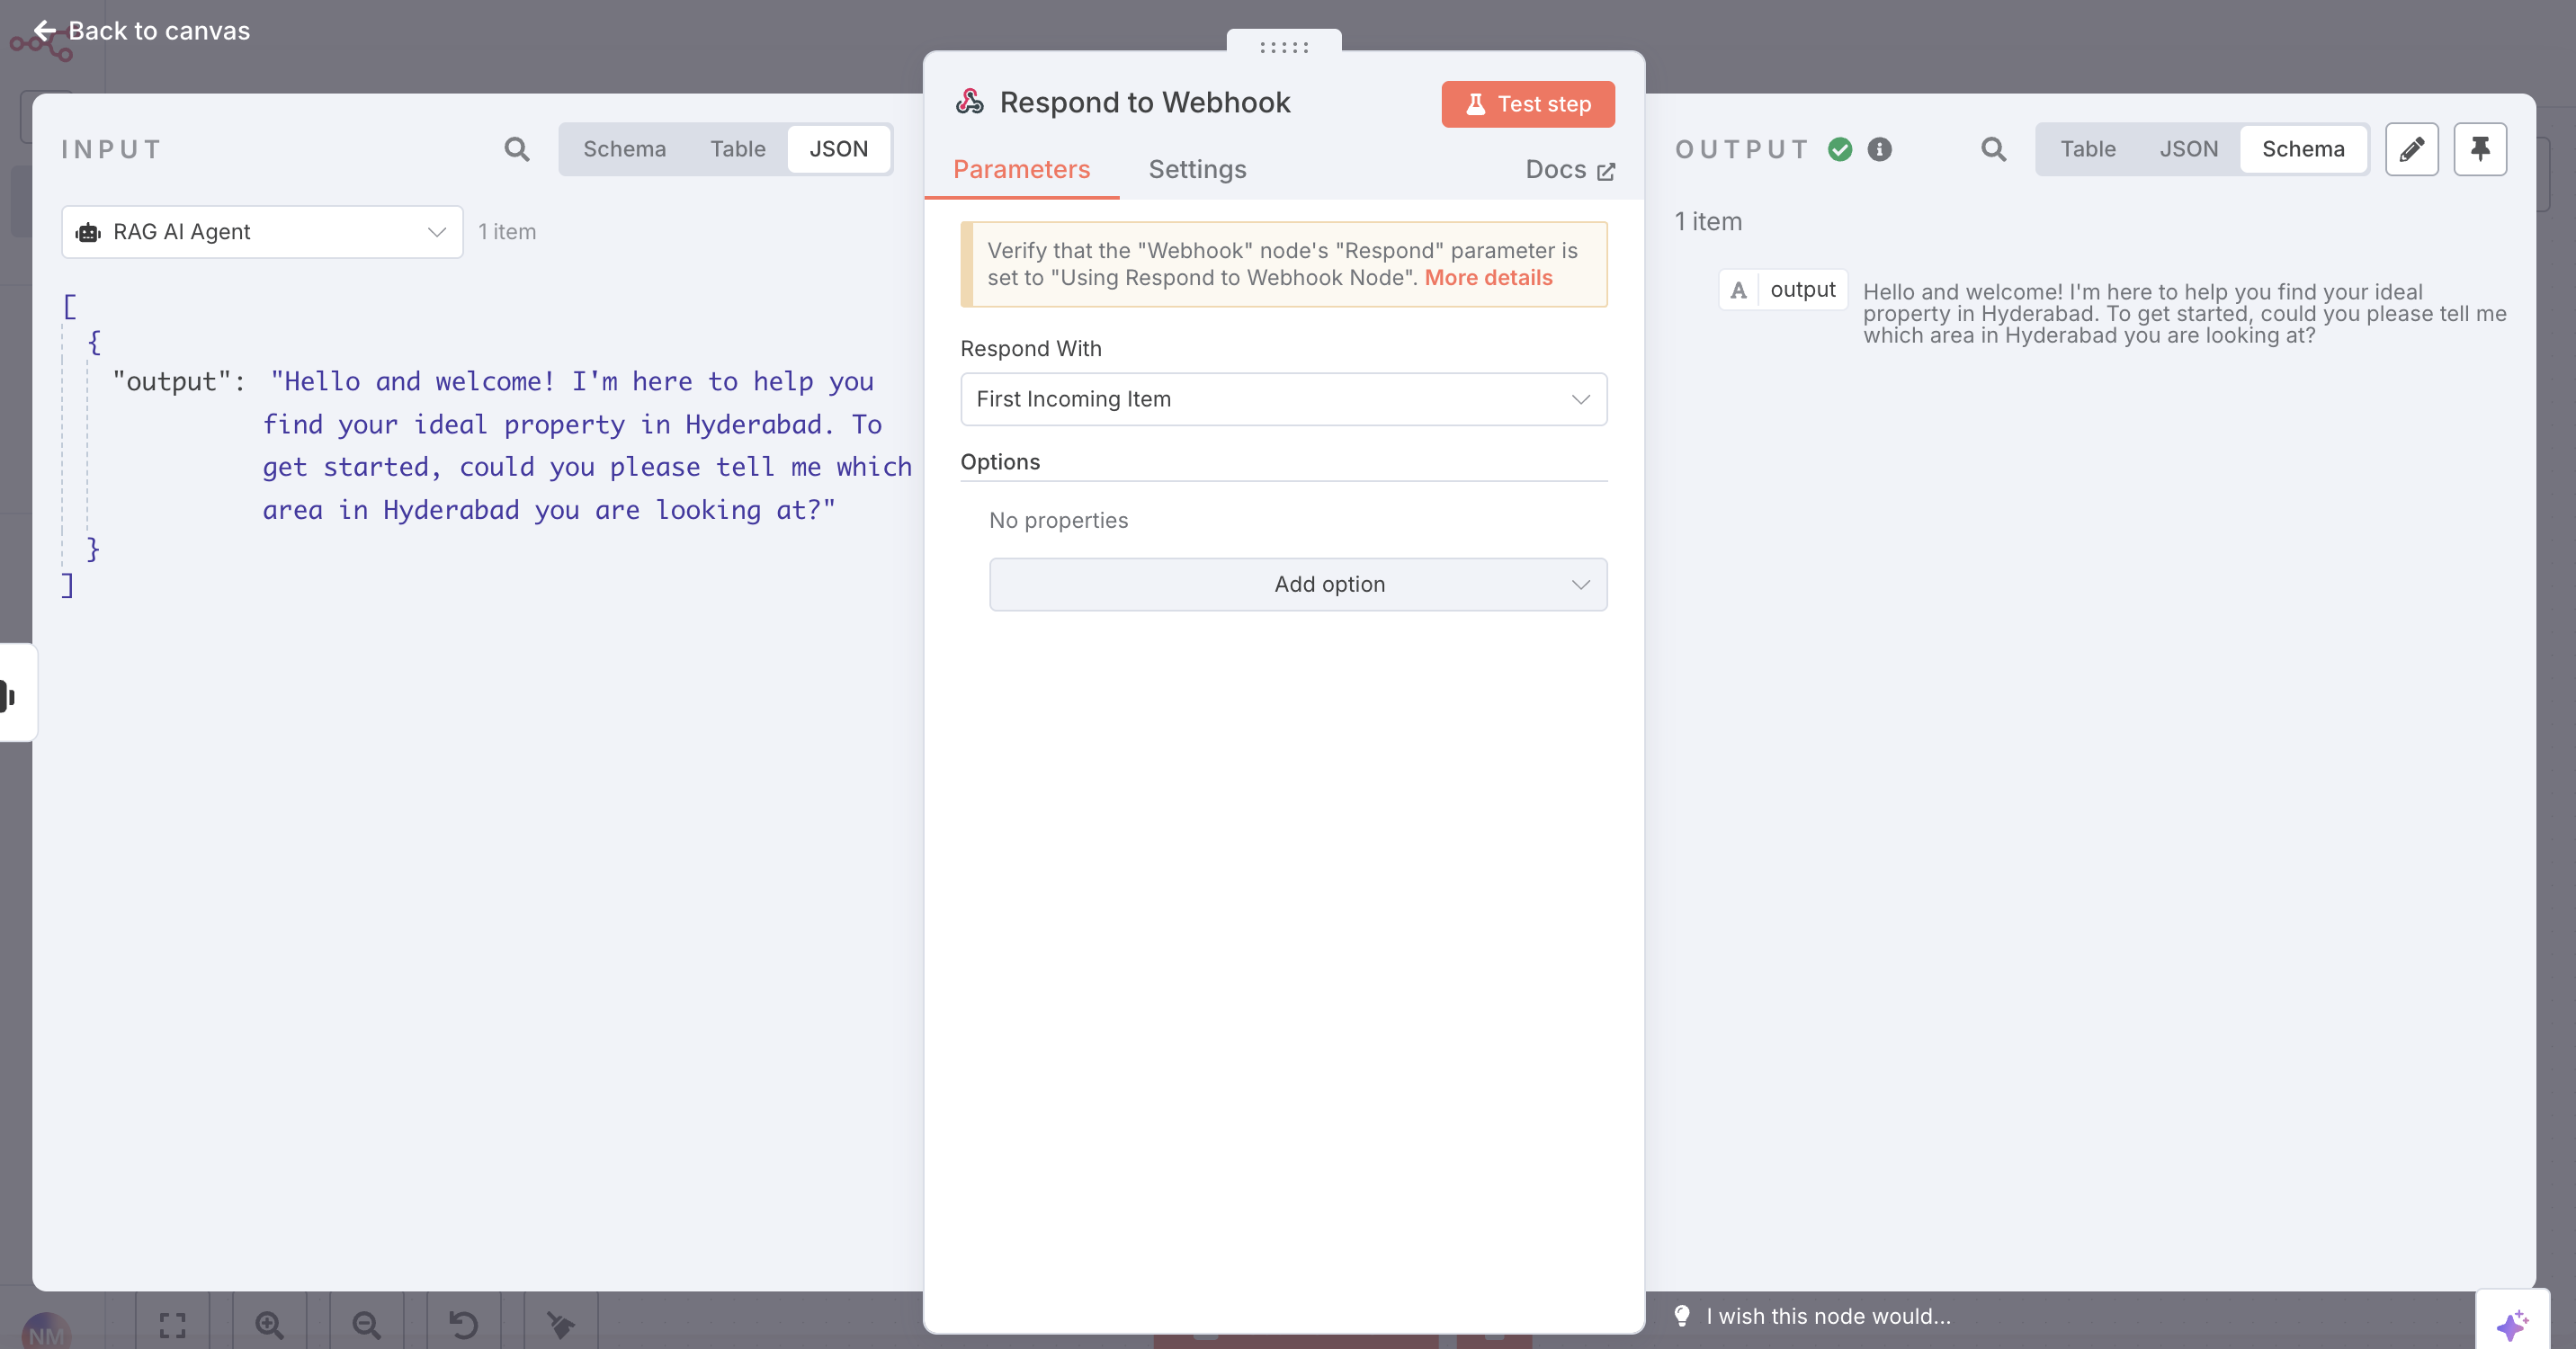 Back to canvas
INPUT
Schema
Table
JSON
RAG AI Agent
1 item
[
{
"output": "Hello and welcome! I'm here to help you
find your ideal property in Hyderabad. To
get started, could you please tell me which
area in Hyderabad you are looking at?"
}
]
Respond to Webhook
Test step
Parameters
Settings
Docs
Verify that the "Webhook" node's "Respond" parameter is
set to "Using Respond to Webhook Node". More details
Respond With
First Incoming Item
Options
No properties
Add option
OUTPUT
Table
JSON
Schema
1 item
A output
Hello and welcome! I'm here to help you find your ideal
property in Hyderabad. To get started, could you please tell me
which area in Hyderabad you are looking at?
NM
I wish this node would...